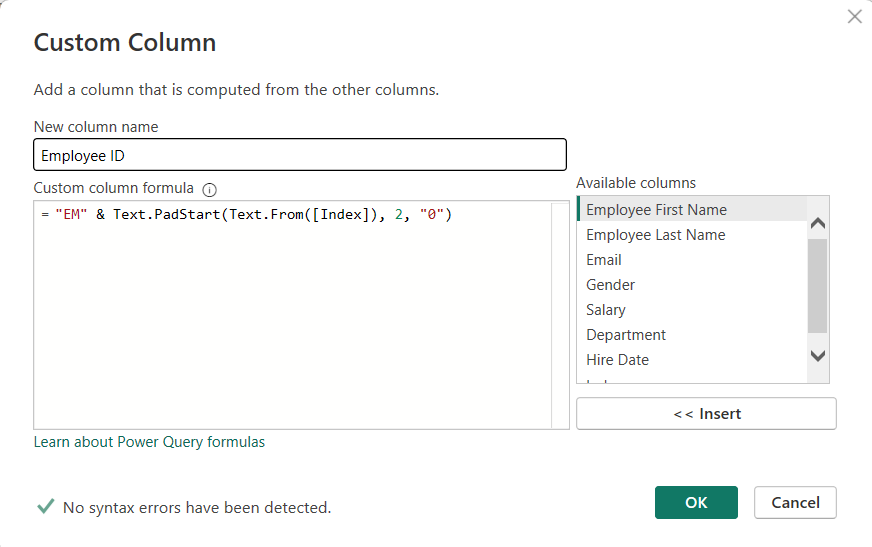 Custom Column
Add a column that is computed from the other columns.
New column name
Employee ID
Custom column formula
= "EM" & Text.PadStart(Text.From([Index]), 2, "0")
Available columns
Employee First Name
Employee Last Name
Email
Gender
Salary
Department
Hire Date
<< Insert
Learn about Power Query formulas
No syntax errors have been detected.
OK
Cancel